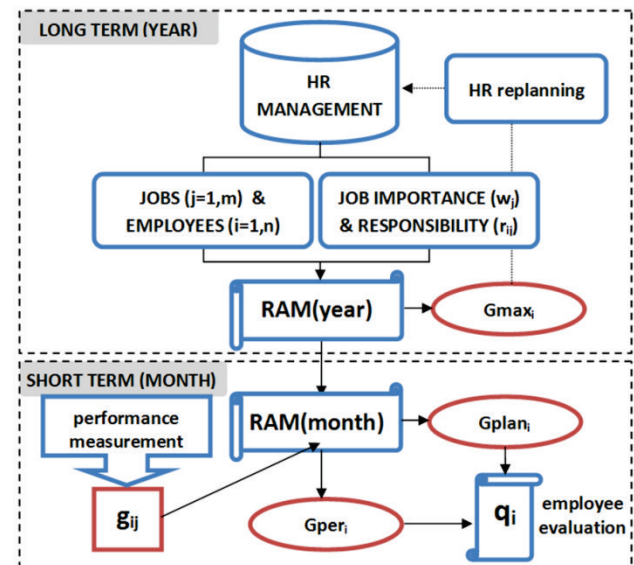 LONG TERM (YEAR)
HR
MANAGEMENT
HR replanning
JOBS (j=1,m) &
EMPLOYEES (i=1,n)
JOB IMPORTANCE (wj)
& RESPONSIBILITY (rij)
RAM(year)
Gmaxi
SHORT TERM (MONTH)
performance
measurement
RAM(month)
Gplani
gij
Gperi
qi
employee
evaluation